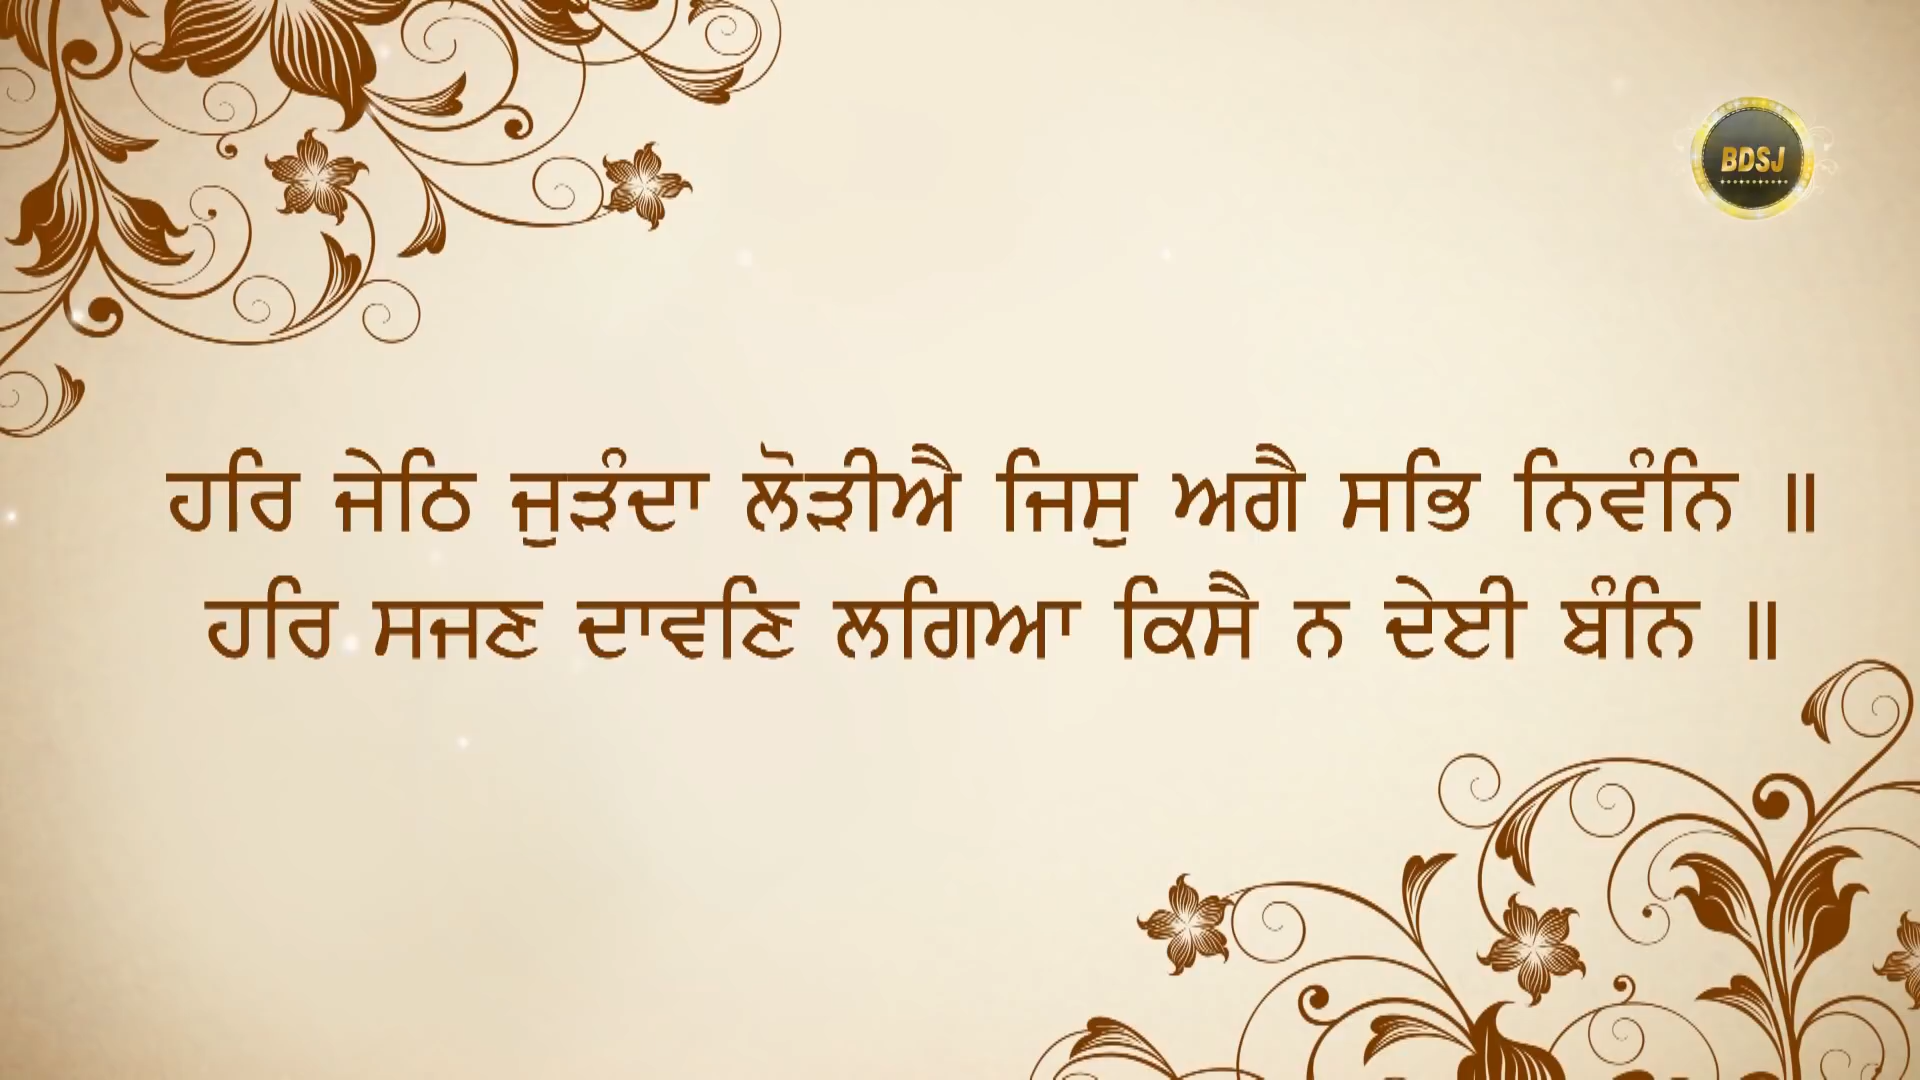 BDSJ
ਹਰਿ ਜੇਠਿ ਜੁੜੰਦਾ ਲੋੜੀਐ ਜਿਸੁ ਅਗੈ ਸਭਿ ਨਿਵੰਨਿ ॥
ਹਰਿ ਸਜਣ ਦਾਵਣਿ ਲਗਿਆ ਕਿਸੈ ਨ ਦੇਈ ਬੰਨਿ ॥